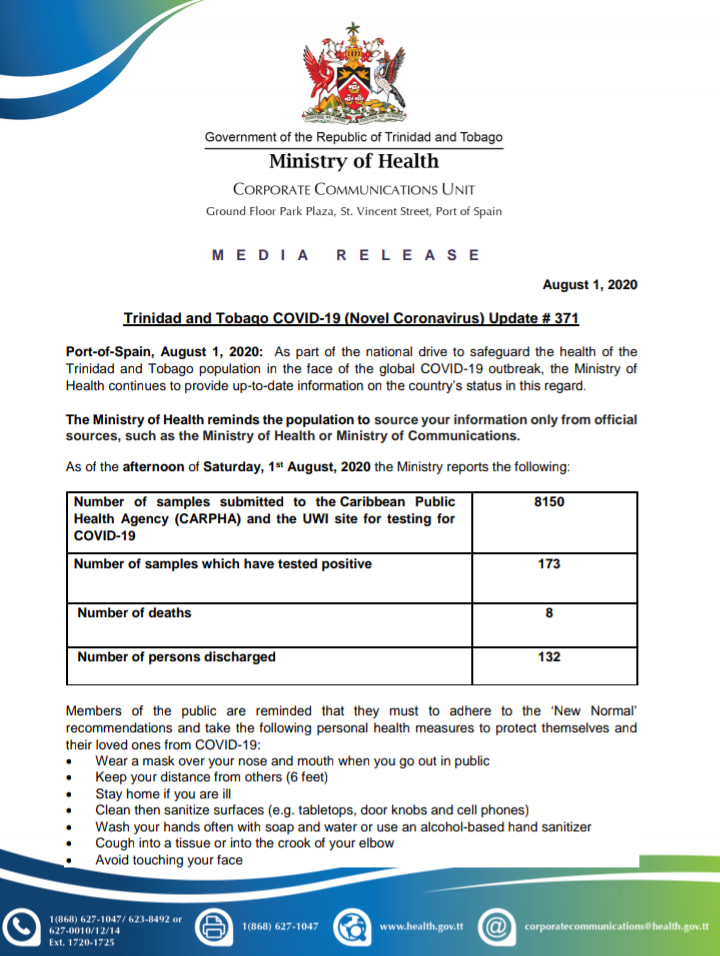 Government of the Republic of Trinidad and Tobago
Ministry of Health
CORPORATE COMMUNICATIONS UNIT
Ground Floor Park Plaza, St. Vincent Street, Port of Spain
MEDIA RELEASE
August 1, 2020
Trinidad and Tobago COVID-19 (Novel Coronavirus) Update # 371
Port-of-Spain, August 1, 2020: As part of the national drive to safeguard the health of the
Trinidad and Tobago population in the face of the global COVID-19 outbreak, the Ministry of
Health continues to provide up-to-date information on the country's status in this regard.
The Ministry of Health reminds the population to source your information only from official
sources, such as the Ministry of Health or Ministry of Communications.
As of the afternoon of Saturday, 1st August, 2020 the Ministry reports the following:
Number of samples submitted to the Caribbean Public 8150
Health Agency (CARPHA) and the UWI site for testing for
COVID-19
Number of samples which have tested positive 173
Number of deaths 8
Number of persons discharged 132
Members of the public are reminded that they must to adhere to the 'New Normal'
recommendations and take the following personal health measures to protect themselves and
their loved ones from COVID-19:
• Wear a mask over your nose and mouth when you go out in public
• Keep your distance from others (6 feet)
• Stay home if you are ill
• Clean then sanitize surfaces (e.g. tabletops, door knobs and cell phones)
• Wash your hands often with soap and water or use an alcohol-based hand sanitizer
• Cough into a tissue or into the crook of your elbow
• Avoid touching your face
1(868) 627-1047/ 623-8492 or
627-0010/12/14
Ext. 1720-1725
1(868) 627-1047
www.health.gov.tt
corporatecommunications@health.gov.tt